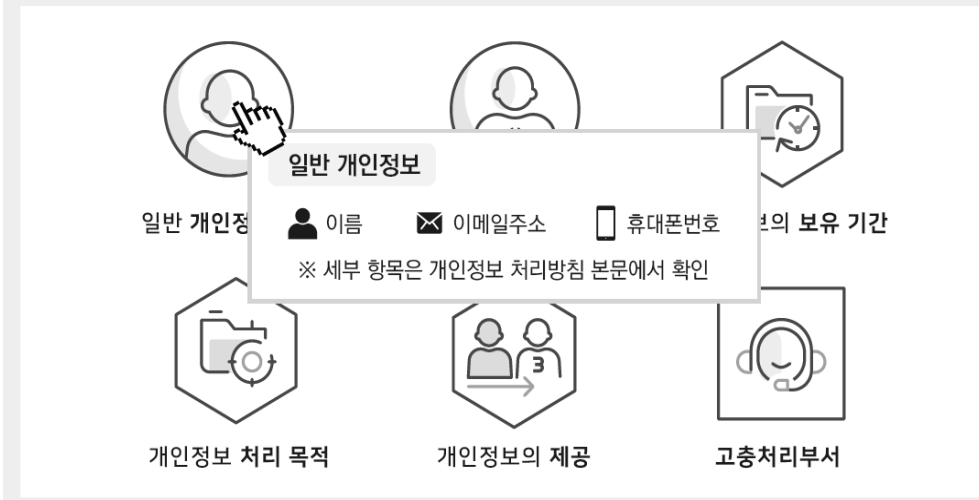 일반 개인정보
이름 이메일주소 휴대폰번호
※ 세부 항목은 개인정보 처리방침 본문에서 확인
일반 개인정
의 보유 기간
3
개인정보 처리 목적
개인정보의 제공
고충처리부서